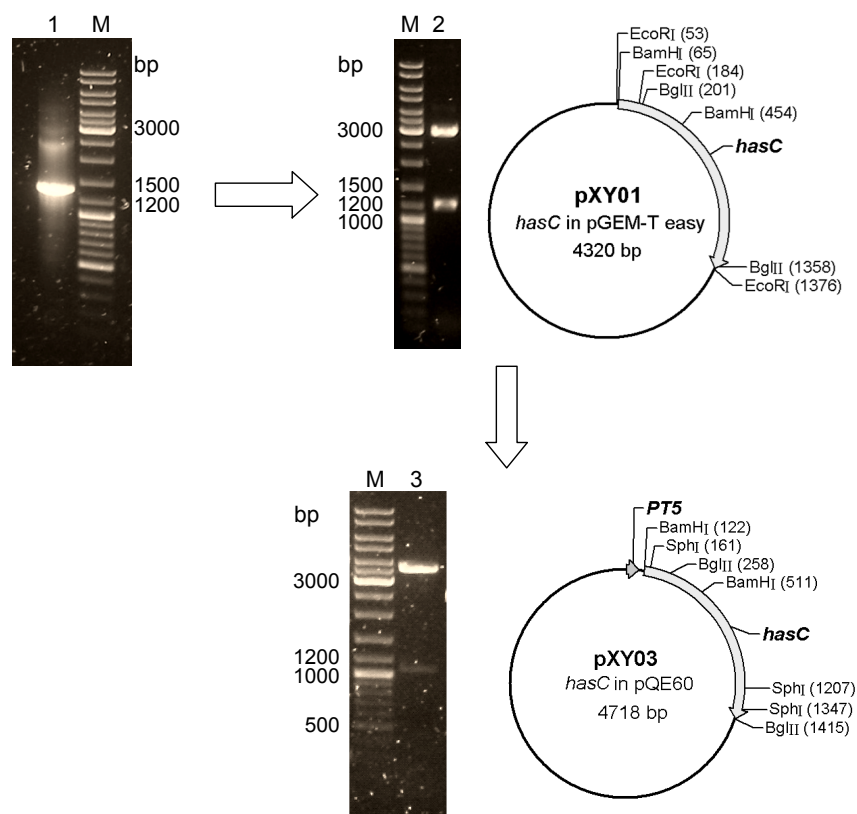 1 M
bp
3000
1500
1200
M 2
bp
3000
1500
1200
1000
EcoRI (53)
BamHI (65)
EcoRI (184)
BglII (201)
BamHI (454)
hasC
pXY01
hasC in pGEM-T easy
4320 bp
BglII (1358)
EcoRI (1376)
M 3
bp
3000
1200
1000
500
PT5
BamHI (122)
SphI (161)
BglII (258)
BamHI (511)
hasC
pXY03
hasC in pQE60
4718 bp
SphI (1207)
SphI (1347)
BglII (1415)